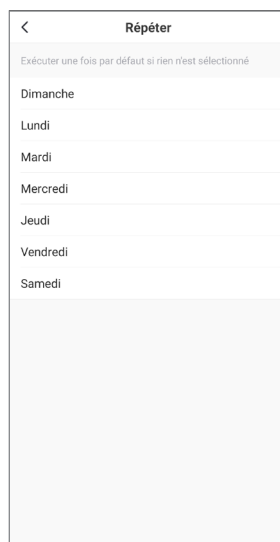 Répéter
Exécuter une fois par défaut si rien n'est sélectionné
Dimanche
Lundi
Mardi
Mercredi
Jeudi
Vendredi
Samedi